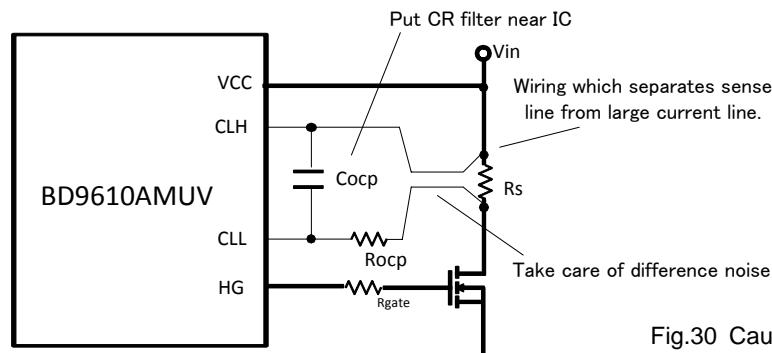 Put CR filter near IC
Vin
VCC
Wiring which separates sense
line from large current line.
CLH
Cocp
Rs
BD9610AMUV
CLL
Rocp
Take care of difference noise
HG
Rgate
Fig.30 Cau